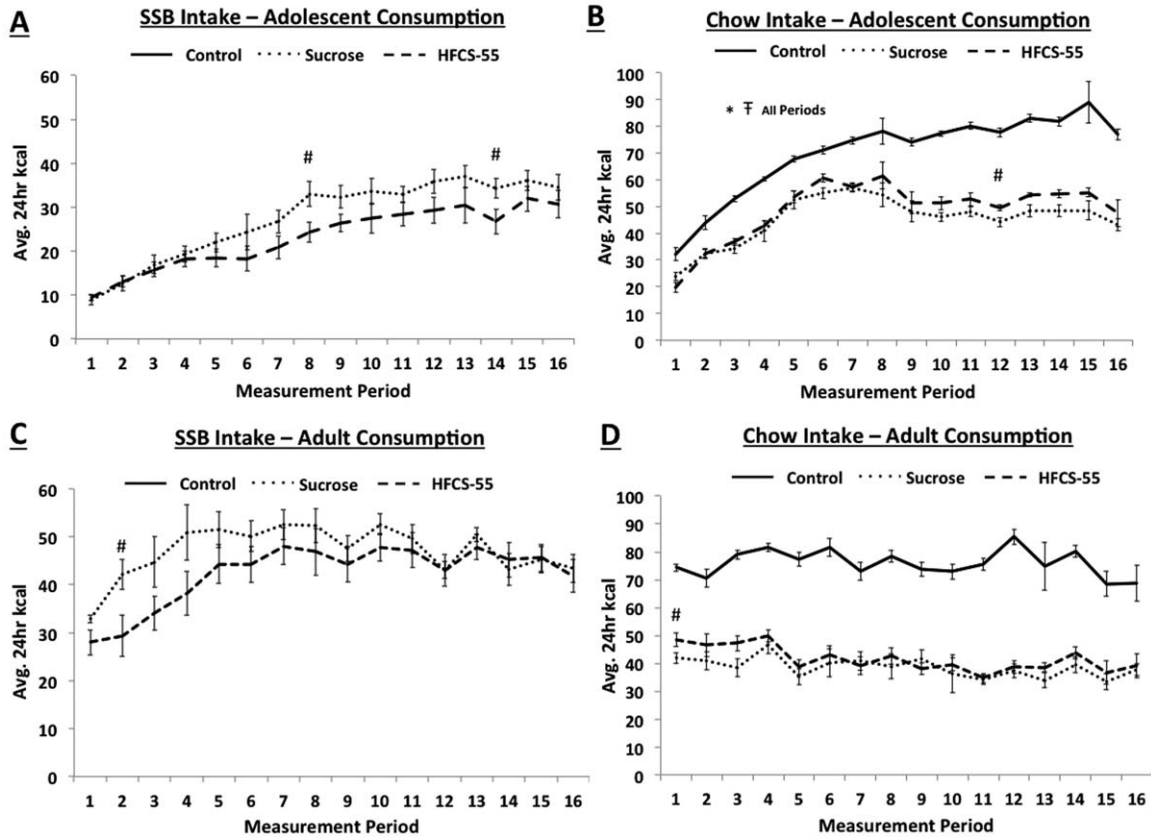 A
SSB Intake – Adolescent Consumption
Control Sucrose HFCS-55
60
50
40
30
20
10
0
Avg. 24hr kcal
# #
1 2 3 4 5 6 7 8 9 10 11 12 13 14 15 16
Measurement Period
B
Chow Intake – Adolescent Consumption
Control Sucrose HFCS-55
100
90
80
70
60
50
40
30
20
10
0
Avg. 24hr kcal
* Ŧ All Periods
#
1 2 3 4 5 6 7 8 9 10 11 12 13 14 15 16
Measurement Period
C
SSB Intake – Adult Consumption
Control Sucrose HFCS-55
60
50
40
30
20
10
0
Avg. 24hr kcal
#
1 2 3 4 5 6 7 8 9 10 11 12 13 14 15 16
Measurement Period
D
Chow Intake – Adult Consumption
Control Sucrose HFCS-55
100
90
80
70
60
50
40
30
20
10
0
Avg. 24hr kcal
#
1 2 3 4 5 6 7 8 9 10 11 12 13 14 15 16
Measurement Period